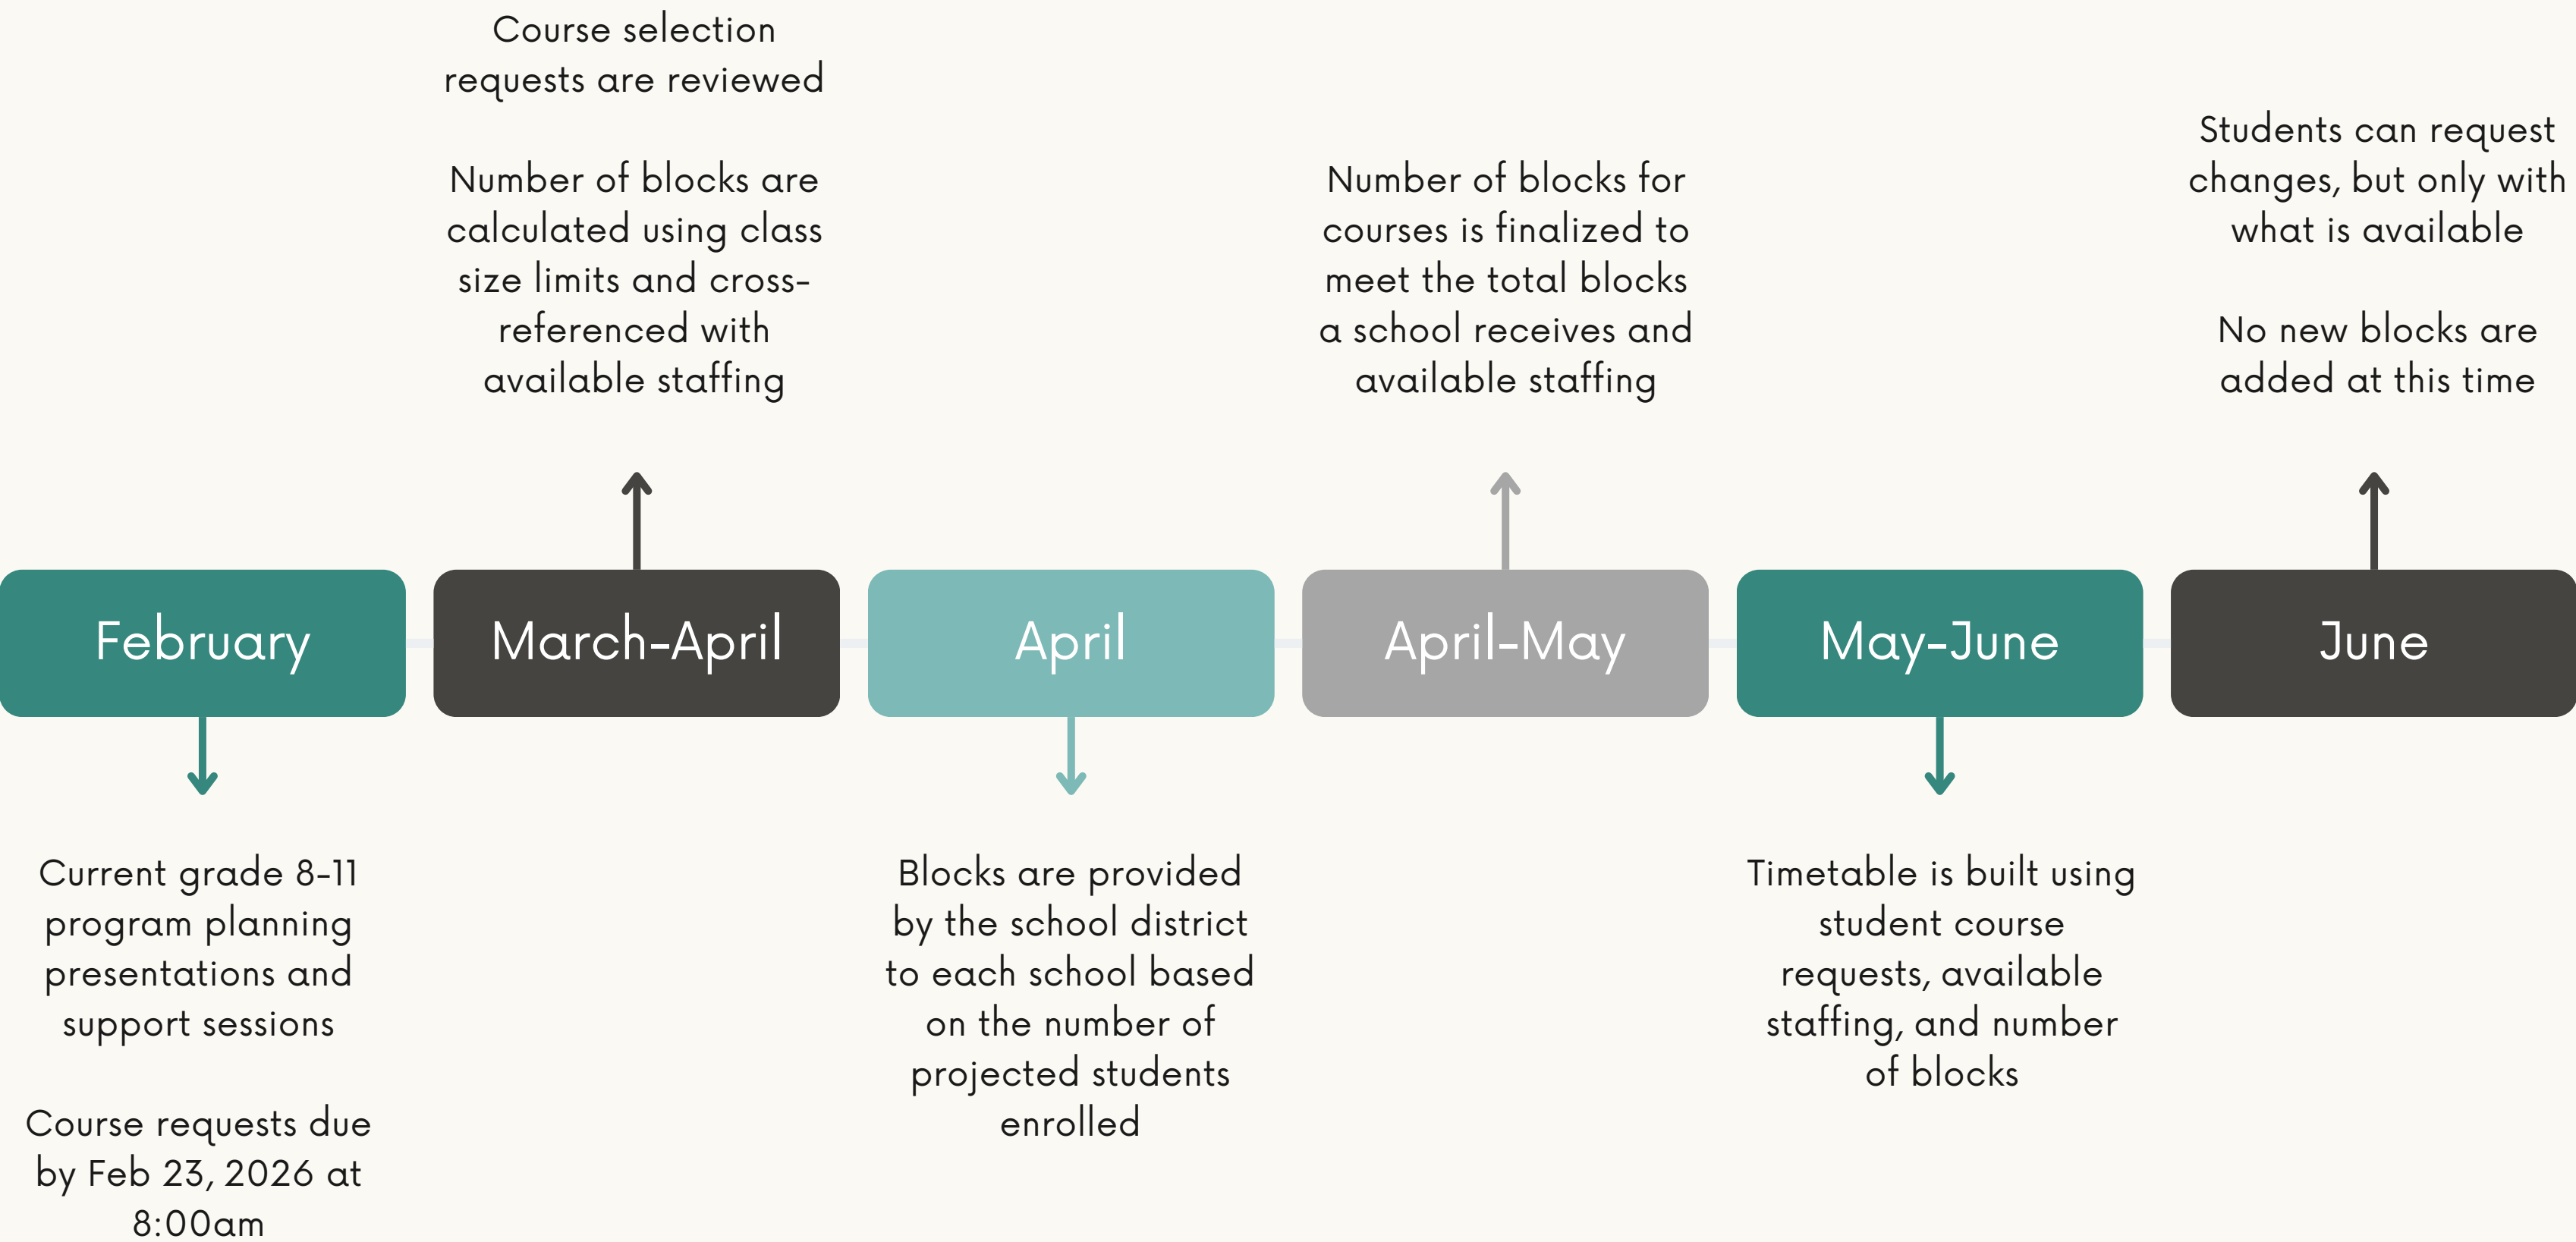 February
Current grade 8-11
program planning
presentations and
support sessions
Course requests due
by Feb 23, 2026 at
8:00am
Course selection
requests are reviewed
Number of blocks are
calculated using class
size limits and cross-
referenced with
available staffing
March-April
April
Blocks are provided
by the school district
to each school based
on the number of
projected students
enrolled
Number of blocks for
courses is finalized to
meet the total blocks
a school receives and
available staffing
April-May
May-June
Timetable is built using
student course
requests, available
staffing, and number
of blocks
Students can request
changes, but only with
what is available
No new blocks are
added at this time
June